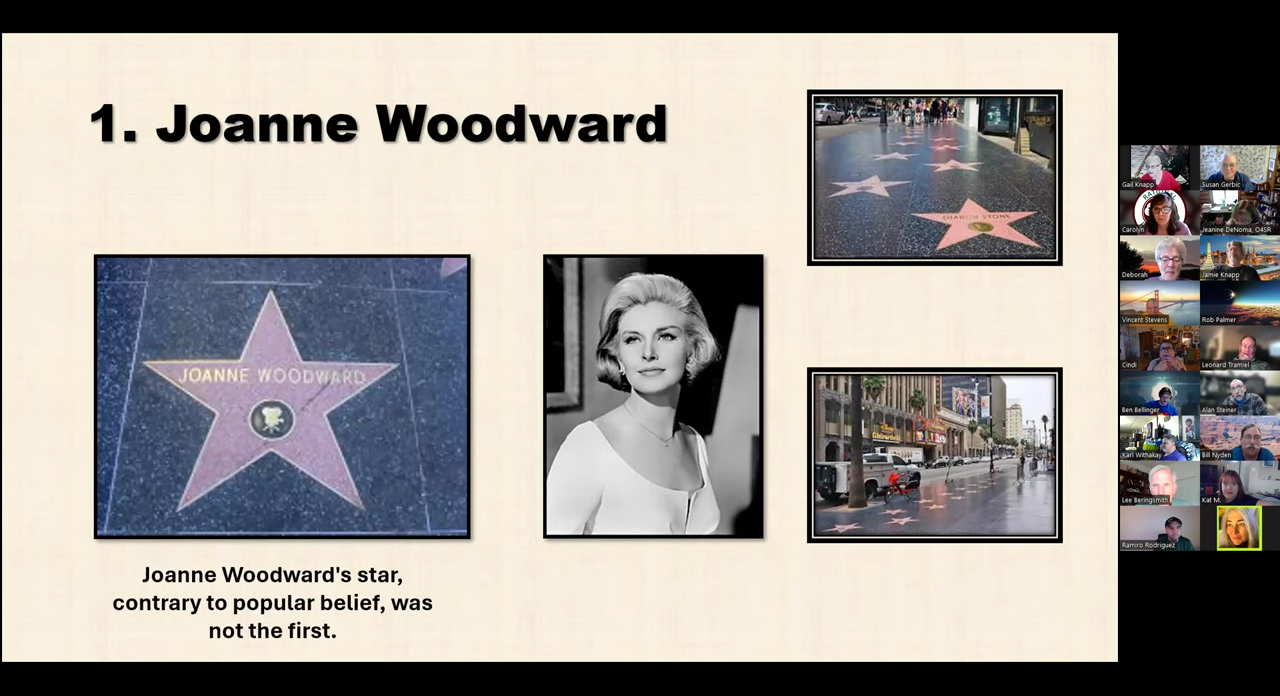 1. Joanne Woodward
SHARON STONE
JOANNE WOODWARD
Ghirardelli
Joanne Woodward's star,
contrary to popular belief, was
not the first.
Gail Knapp
Susan Gerbic
Carolyn
Jeanine DeNoma, O4SR
Deborah
Jamie Knapp
Vincent Stevens
Rob Palmer
Cindi
Leonard Tramiel
Ben Bellinger
Alan Steiner
Karl Withakay
Bill Nyden
Lee Beringsmith
Kat M.
Ramiro Rodriguez